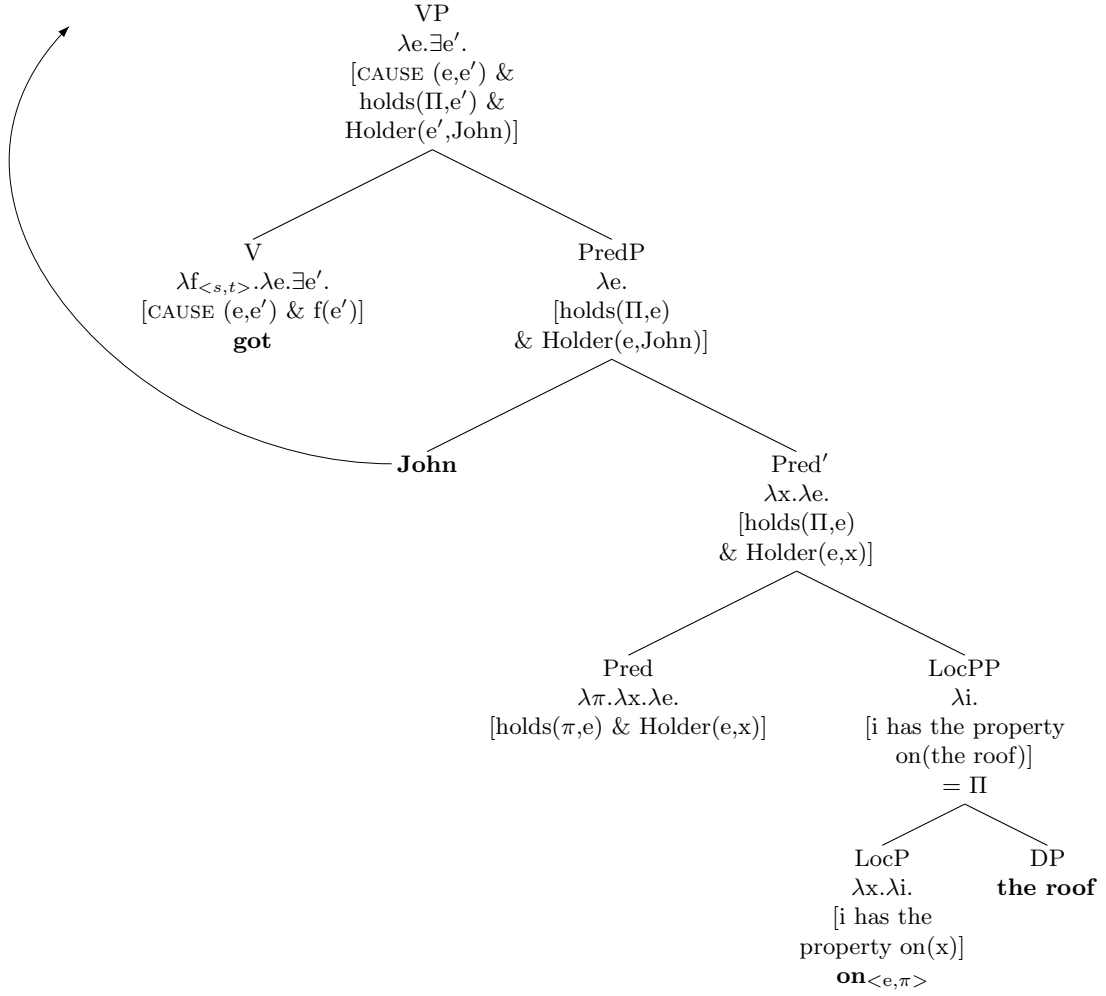 VP
λe.∃e′.
[CAUSE (e,e′) &
holds(Π,e′) &
Holder(e′,John)]
V
λf<s,t>.λe.∃e′.
[CAUSE (e,e′) & f(e′)]
got
PredP
λe.
[holds(Π,e)
& Holder(e,John)]
John
Pred′
λx.λe.
[holds(Π,e)
& Holder(e,x)]
Pred
λπ.λx.λe.
[holds(π,e) & Holder(e,x)]
LocPP
λi.
[i has the property
on(the roof)]
= Π
LocP
λx.λi.
[i has the
property on(x)]
on<e,π>
DP
the roof